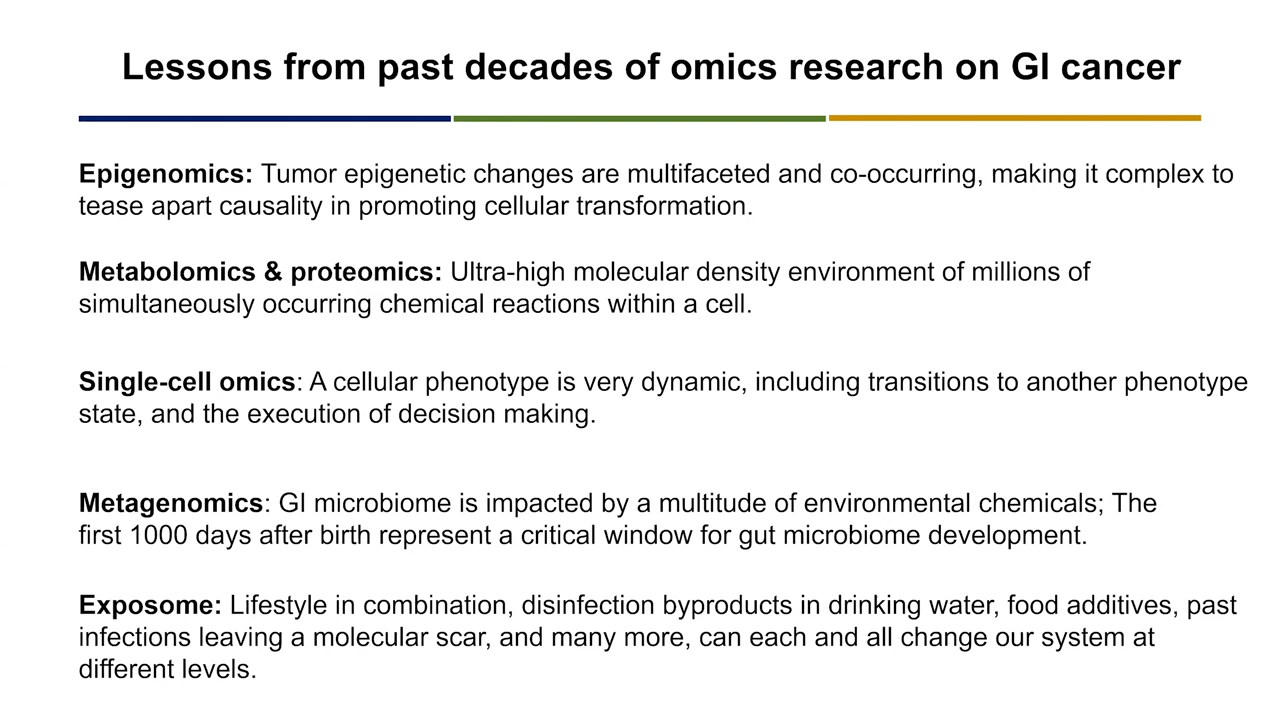 Lessons from past decades of omics research on GI cancer
Epigenomics: Tumor epigenetic changes are multifaceted and co-occurring, making it complex to
tease apart causality in promoting cellular transformation.
Metabolomics & proteomics: Ultra-high molecular density environment of millions of
simultaneously occurring chemical reactions within a cell.
Single-cell omics: A cellular phenotype is very dynamic, including transitions to another phenotype
state, and the execution of decision making.
Metagenomics: GI microbiome is impacted by a multitude of environmental chemicals; The
first 1000 days after birth represent a critical window for gut microbiome development.
Exposome: Lifestyle in combination, disinfection byproducts in drinking water, food additives, past
infections leaving a molecular scar, and many more, can each and all change our system at
different levels.